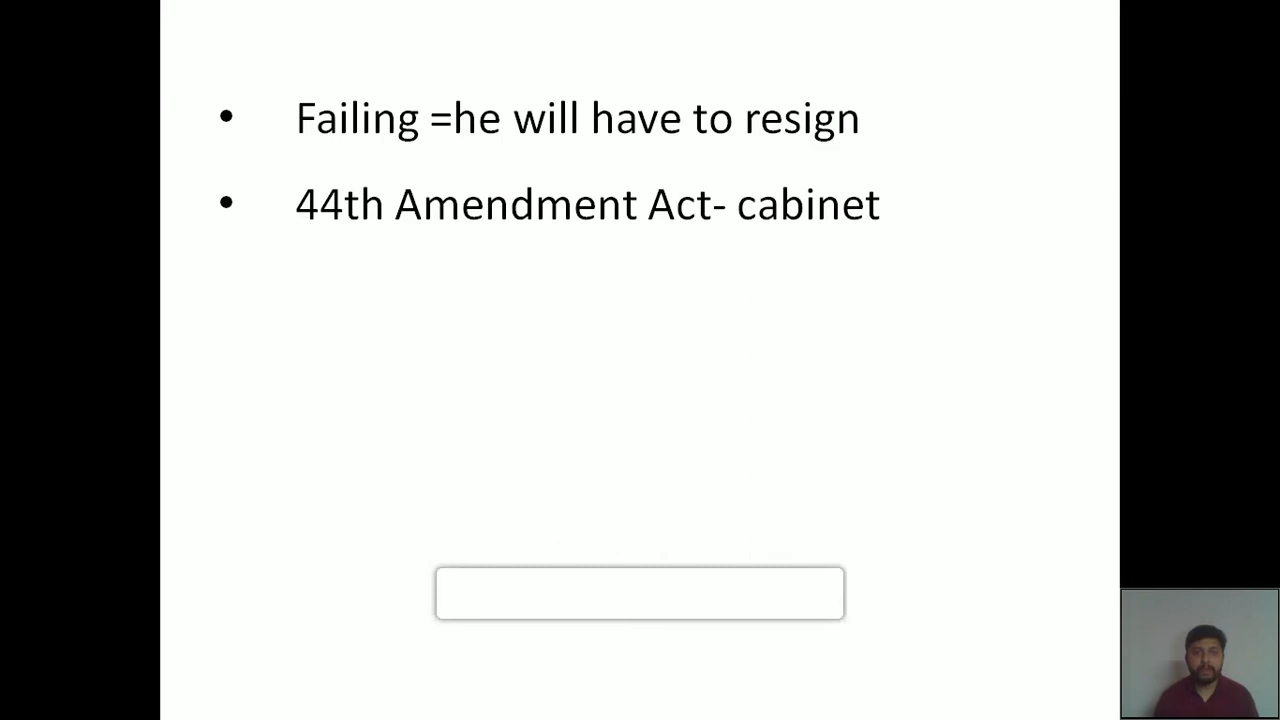 • Failing =he will have to resign
• 44th Amendment Act- cabinet